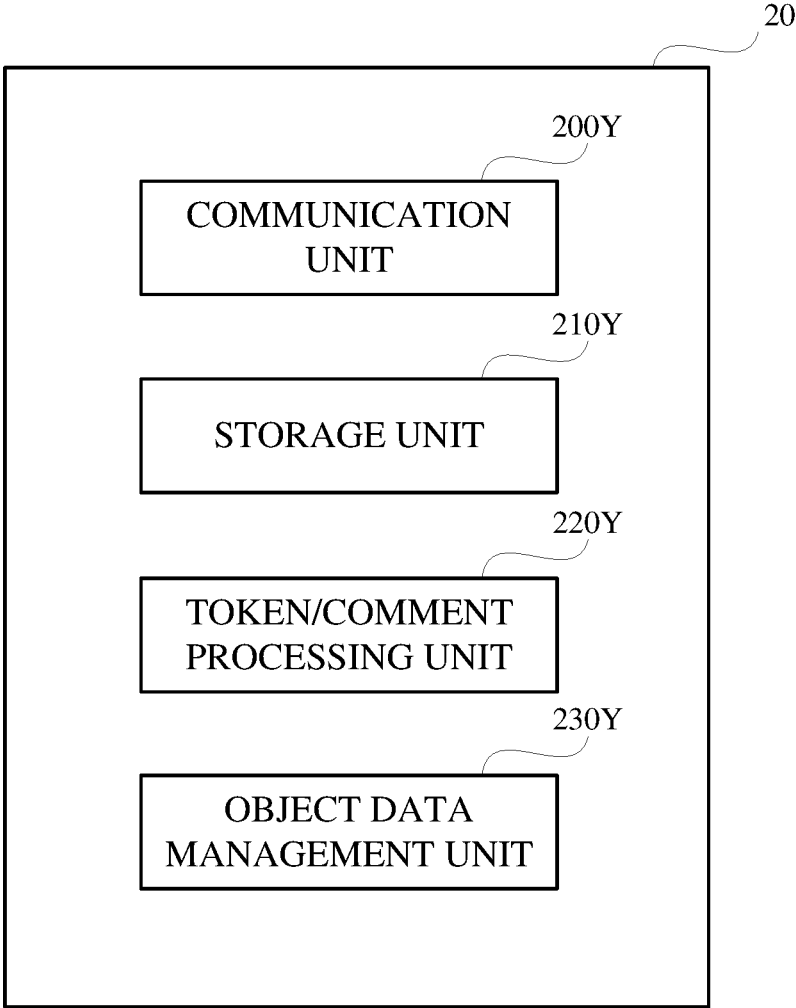 20
200Y
COMMUNICATION
UNIT
210Y
STORAGE UNIT
220Y
TOKEN/COMMENT
PROCESSING UNIT
230Y
OBJECT DATA
MANAGEMENT UNIT